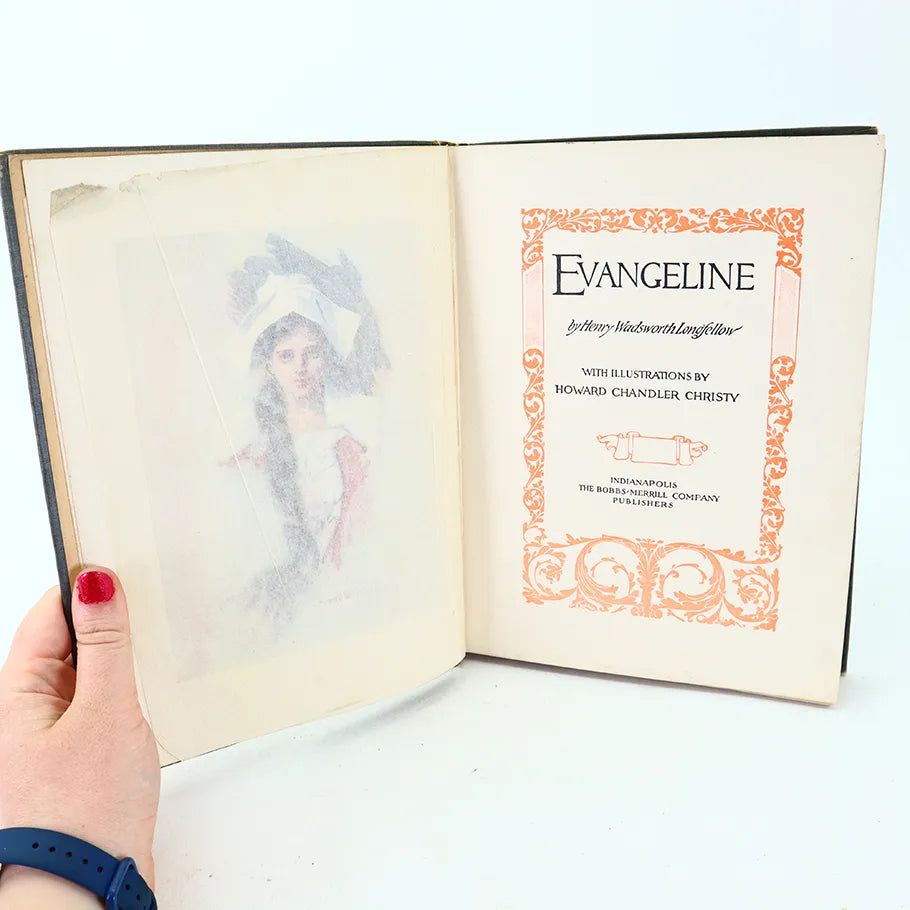 EVANGELINE
by Henry Wadsworth Longfellow
WITH ILLUSTRATIONS BY
HOWARD CHANDLER CHRISTY
INDIANAPOLIS
THE BOBBS-MERRILL COMPANY
PUBLISHERS